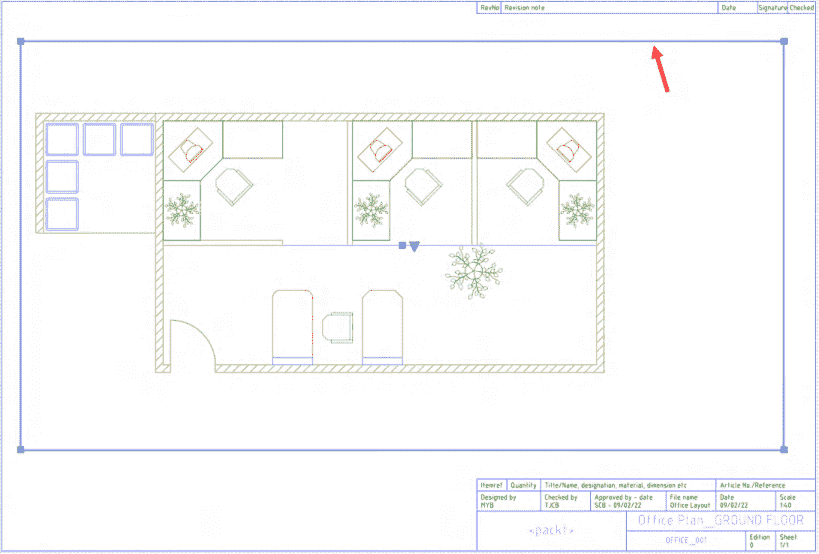 RevNo Revision note Date Signature Checked
Itemref Quantity Title/Name, designation, material, dimension etc Article No./Reference
Designed by Checked by Approved by - date File name Date Scale
MYB TJCB SCB - 09/02/22 Office Layout 09/02/22 1:40
<packt> Office Plan_GROUND FLOOR
OFFICE_001 Edition Sheet
0 1/1